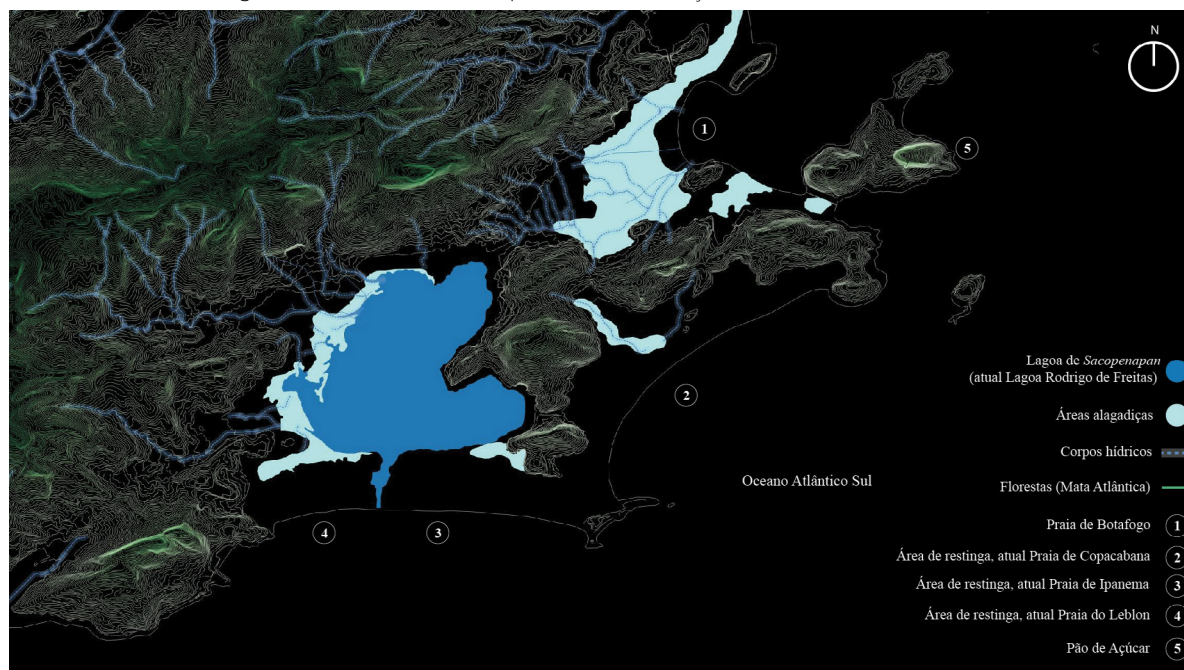 N
1
5
2
Lagoa de Sacopenapan
(atual Lagoa Rodrigo de Freitas)
Áreas alagadiças
Oceano Atlântico Sul
Corpos hídricos
Florestas (Mata Atlântica)
4
3
Praia de Botafogo 1
Área de restinga, atual Praia de Copacabana 2
Área de restinga, atual Praia de Ipanema 3
Área de restinga, atual Praia do Leblon 4
Pão de Açúcar 5